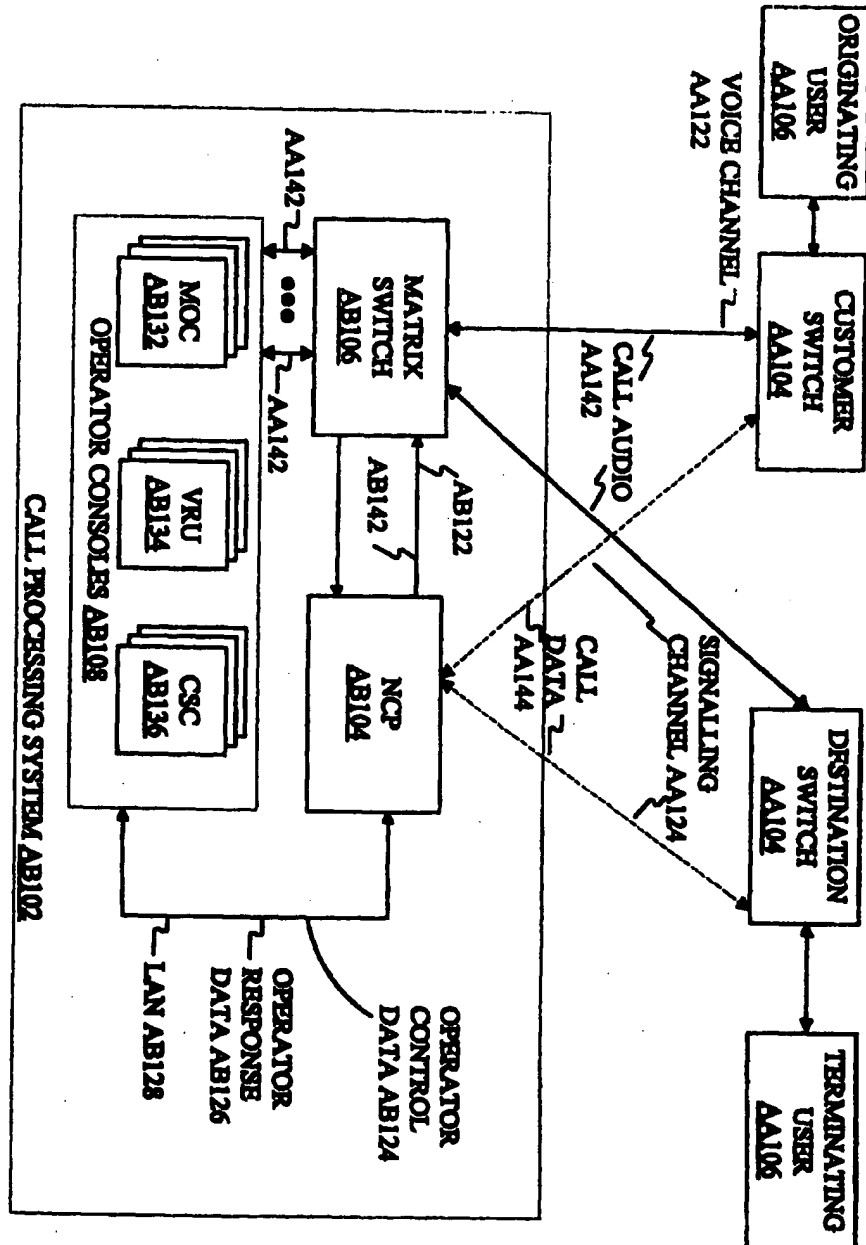 ORIGINATING
USER
AA106
CUSTOMER
SWITCH
AA104
DESTINATION
SWITCH
AA104
TERMINATING
USER
AA106
VOICE CHANNEL
AA122
CALL AUDIO
AA142
SIGNALLING
CHANNEL AA124
CALL
DATA
AA144
MATRIX
SWITCH
AB106
AB122
AB142
NCP
AB104
AA142
AA142
MOC
AB132
VRU
AB134
CSC
AB136
OPERATOR CONSOLES AB108
OPERATOR
CONTROL
DATA AB124
OPERATOR
RESPONSE
DATA AB126
LAN AB128
CALL PROCESSING SYSTEM AB102